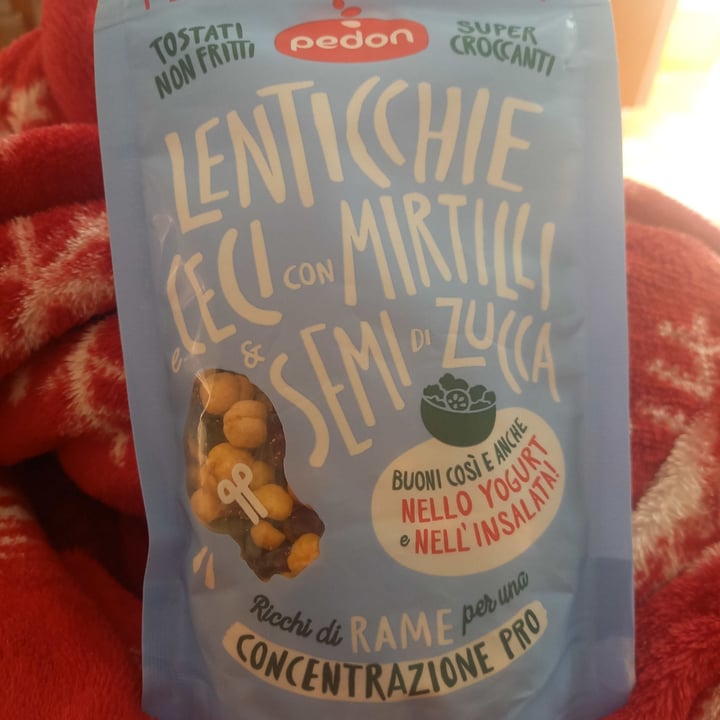 TOSTATI
NON FRITTI
pedon
SUPER
CROCCANTI
LENTICCHIE
e CECI CON MIRTILLI
& SEMI DI ZUCCA
BUONI COSÌ E ANCHE
NELLO YOGURT
e NELL'INSALATA!
Ricchi di RAME per una
CONCENTRAZIONE PRO